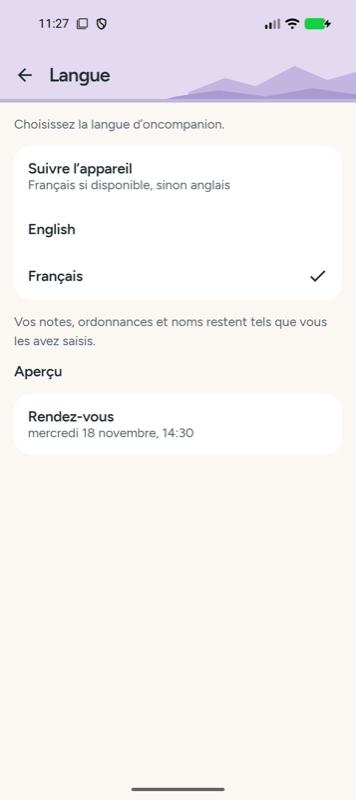 11:27
Langue
Choisissez la langue d'oncompanion.
Suivre l'appareil
Français si disponible, sinon anglais
English
Français
Vos notes, ordonnances et noms restent tels que vous
les avez saisis.
Aperçu
Rendez-vous
mercredi 18 novembre, 14:30